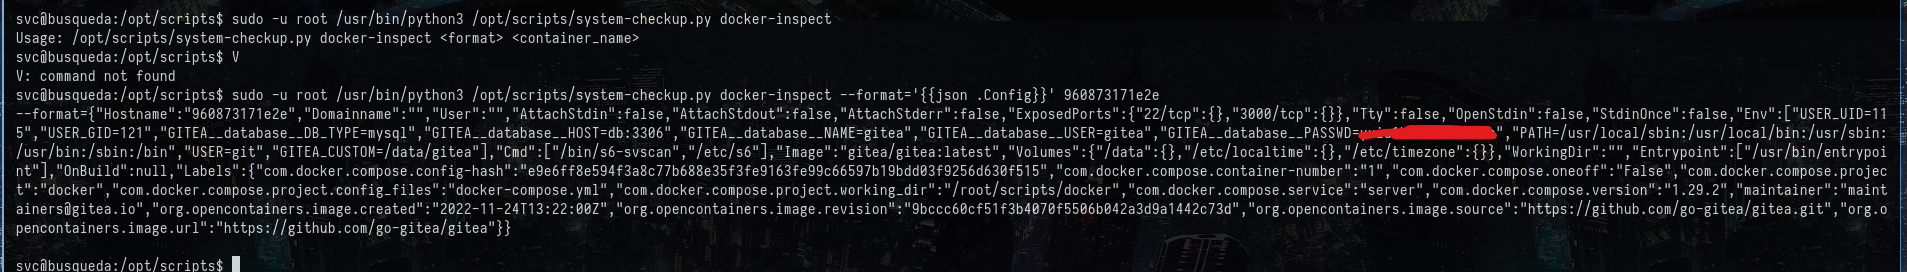 svc@busqueda:/opt/scripts$ sudo -u root /usr/bin/python3 /opt/scripts/system-checkup.py docker-inspect
Usage: /opt/scripts/system-checkup.py docker-inspect <format> <container_name>
svc@busqueda:/opt/scripts$ V
V: command not found
svc@busqueda:/opt/scripts$ sudo -u root /usr/bin/python3 /opt/scripts/system-checkup.py docker-inspect --format='{{json .Config}}' 960873171e2e
--format={"Hostname":"960873171e2e","Domainname":"","User":"","AttachStdin":false,"AttachStdout":false,"AttachStderr":false,"ExposedPorts":{"22/tcp":{},"3000/tcp":{}},"Tty":false,"OpenStdin":false,"StdinOnce":false,"Env":["USER_UID=11
5","USER_GID=121","GITEA__database__DB_TYPE=mysql","GITEA__database__HOST=db:3306","GITEA__database__NAME=gitea","GITEA__database__USER=gitea","GITEA__database__PASSWD=","PATH=/usr/local/sbin:/usr/local/bin:/usr/sbin:
/usr/bin:/sbin:/bin","USER=git","GITEA_CUSTOM=/data/gitea"],"Cmd":["/bin/s6-svscan","/etc/s6"],"Image":"gitea/gitea:latest","Volumes":{"/data":{},"/etc/localtime":{},"/etc/timezone":{}},"WorkingDir":"","Entrypoint":["/usr/bin/entrypoi
nt"],"OnBuild":null,"Labels":{"com.docker.compose.config-hash":"e9e6ff8e594f3a8c77b688e35f3fe9163fe99c66597b19bdd03f9256d630f515","com.docker.compose.container-number":"1","com.docker.compose.oneoff":"False","com.docker.compose.projec
t":"docker","com.docker.compose.project.config_files":"docker-compose.yml","com.docker.compose.project.working_dir":"/root/scripts/docker","com.docker.compose.service":"server","com.docker.compose.version":"1.29.2","maintainer":"maint
ainers@gitea.io","org.opencontainers.image.created":"2022-11-24T13:22:00Z","org.opencontainers.image.revision":"9bccc60cf51f3b4070f5506b042a3d9a1442c73d","org.opencontainers.image.source":"https://github.com/go-gitea/gitea.git","org.o
pencontainers.image.url":"https://github.com/go-gitea/gitea"}}
svc@busqueda:/opt/scripts$